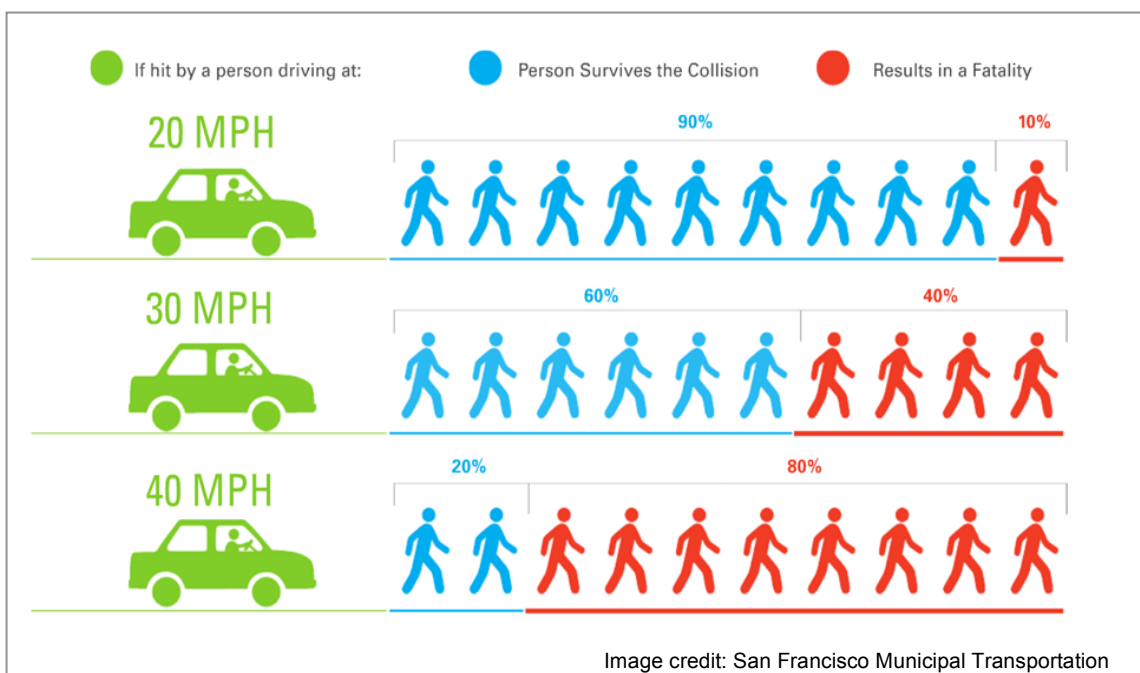 If hit by a person driving at:
Person Survives the Collision
Results in a Fatality
20 MPH
90%
10%
30 MPH
60%
40%
40 MPH
20%
80%
Image credit: San Francisco Municipal Transportation